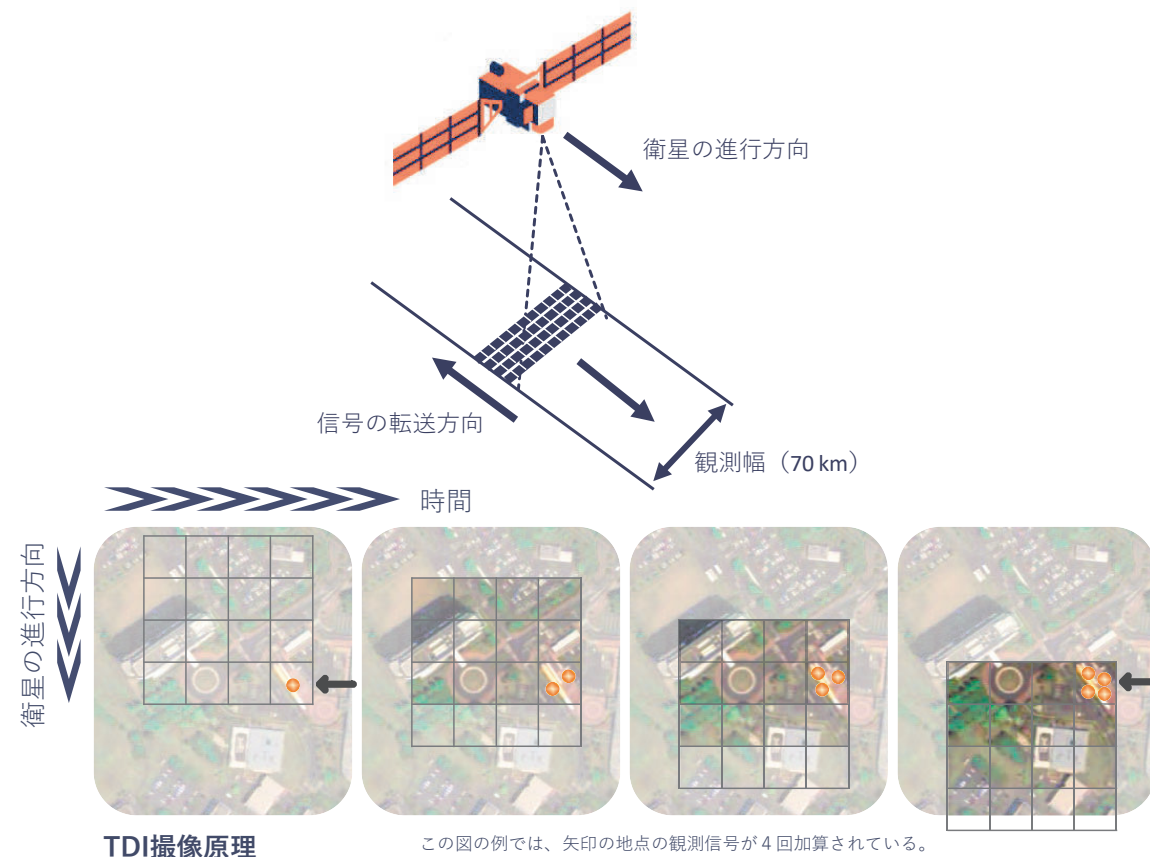 衛星の進行方向
信号の転送方向
観測幅（70 km）
時間
衛星の進行方向
TDI撮像原理
この図の例では、矢印の地点の観測信号が４回加算されている。